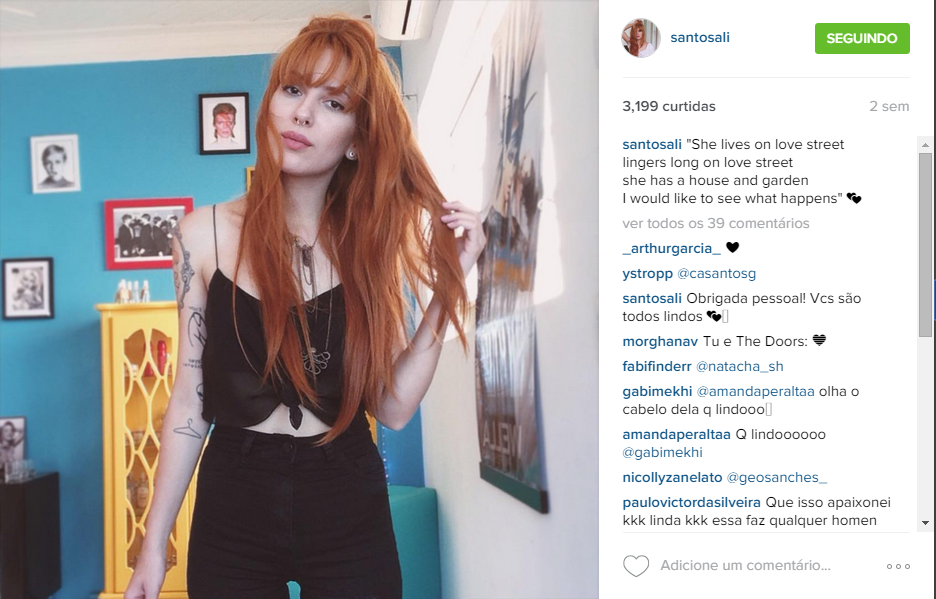 santosali
SEGUINDO
3,199 curtidas
2 sem
santosali "She lives on love street
lingers long on love street
she has a house and garden
I would like to see what happens"
ver todos os 39 comentários
_arthurgarcia_
ystropp @casantosg
santosali Obrigada pessoal! Vcs são
todos lindos
morghanav Tu e The Doors:
fabifinderr @natacha_sh
gabimekhi @amandaperaltaa olha o
cabelo dela q lindooo
amandaperaltaa Q lindoooooo
@gabimekhi
nicollyzanelato @geosanches_
paulovictordasilveira Que isso apaixonei
kkk linda kkk essa faz qualquer homen
Adicione um comentário...